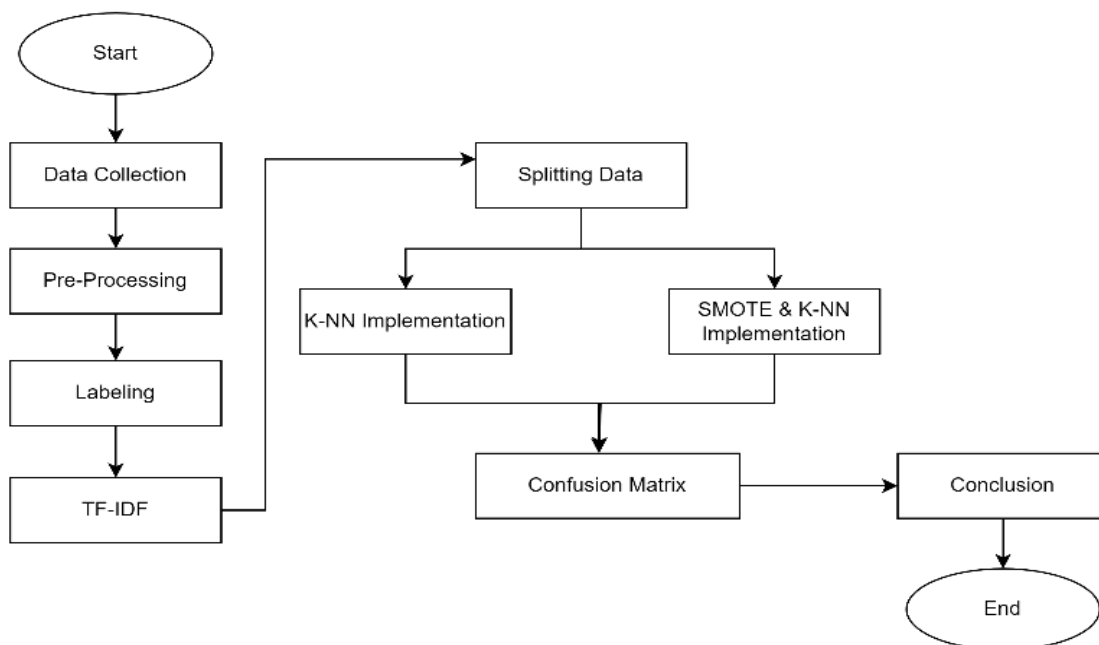 Start
Data Collection
Pre-Processing
Labeling
TF-IDF
Splitting Data
K-NN Implementation
SMOTE & K-NN
Implementation
Confusion Matrix
Conclusion
End